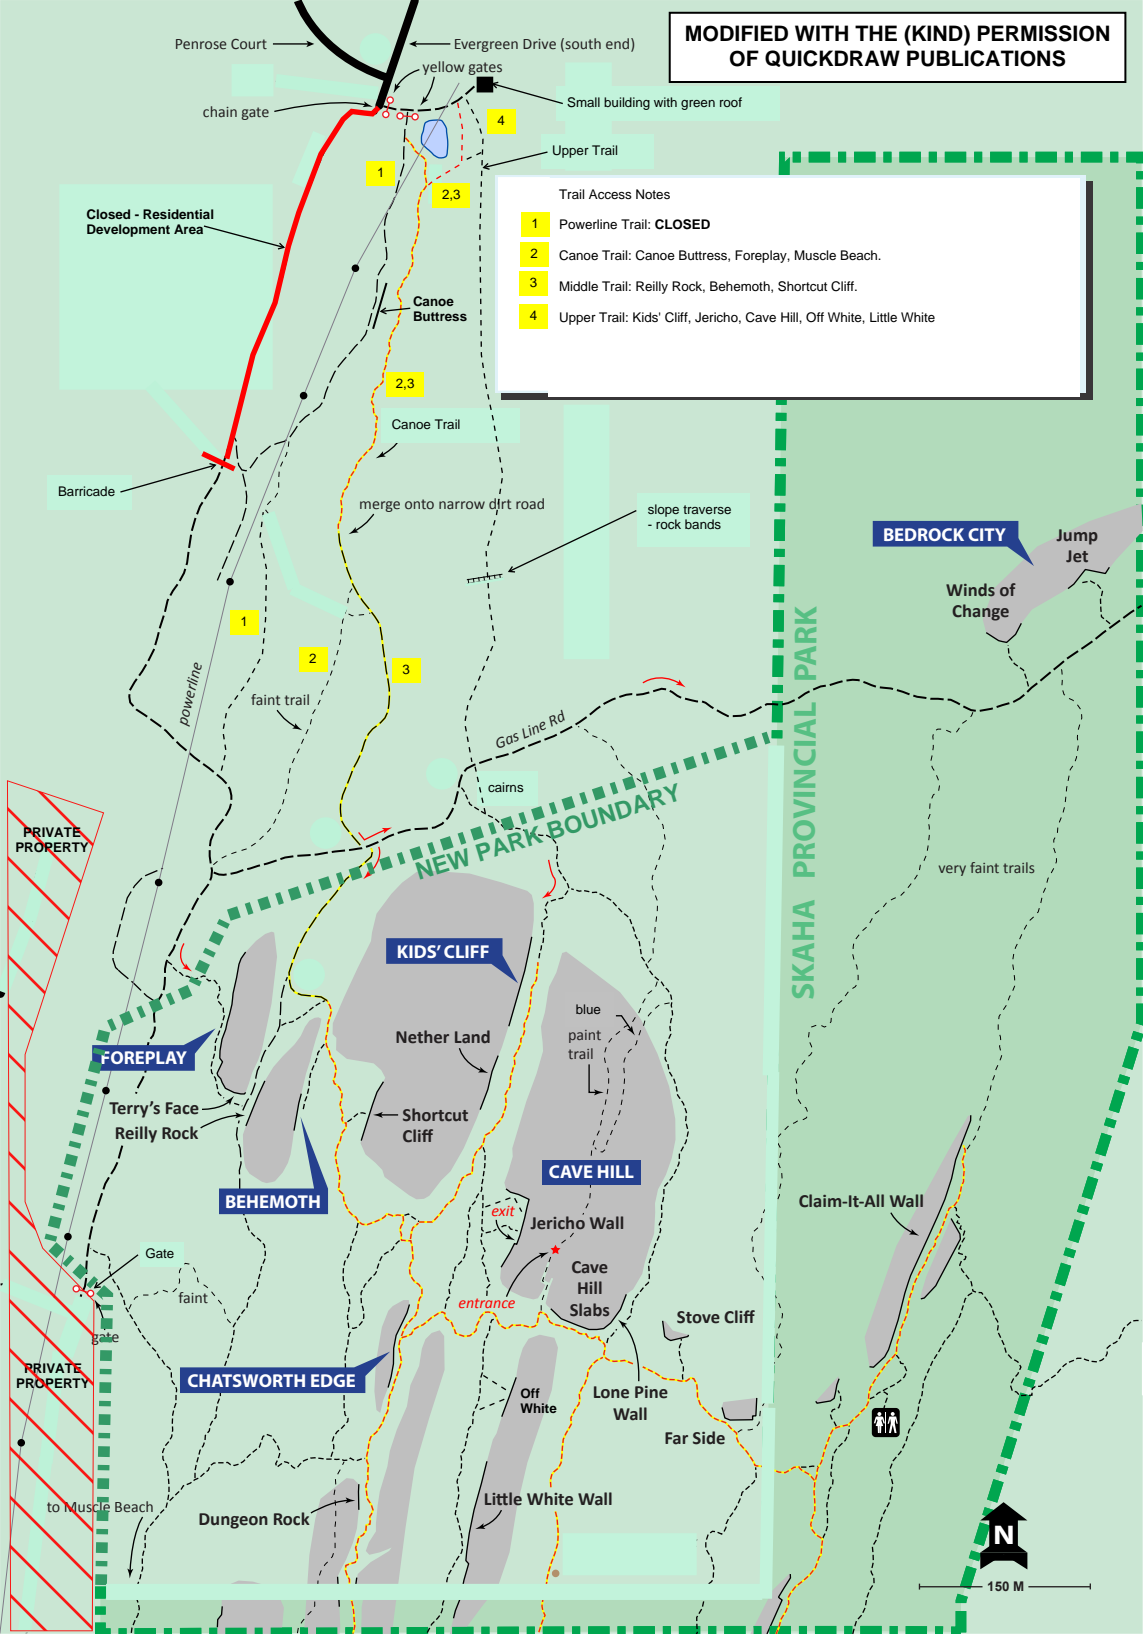 MODIFIED WITH THE (KIND) PERMISSION
OF QUICKDRAW PUBLICATIONS
Penrose Court
Evergreen Drive (south end)
yellow gates
chain gate
Small building with green roof
4
Upper Trail
1
2,3
Closed - Residential
Development Area
Trail Access Notes
1 Powerline Trail: CLOSED
2 Canoe Trail: Canoe Buttress, Foreplay, Muscle Beach.
3 Middle Trail: Reilly Rock, Behemoth, Shortcut Cliff.
4 Upper Trail: Kids' Cliff, Jericho, Cave Hill, Off White, Little White
Canoe
Buttress
2,3
Canoe Trail
Barricade
merge onto narrow dirt road
slope traverse
- rock bands
BEDROCK CITY
Jump
Jet
Winds of
Change
1
2
3
powerline
faint trail
Gas Line Rd
SKAHA PROVINCIAL PARK
cairns
NEW PARK BOUNDARY
PRIVATE
PROPERTY
very faint trails
KIDS' CLIFF
blue
paint
trail
Nether Land
FOREPLAY
Terry's Face
Reilly Rock
Shortcut
Cliff
BEHEMOTH
CAVE HILL
Claim-It-All Wall
exit
Jericho Wall
Gate
Cave
Hill
Slabs
faint
entrance
gate
Stove Cliff
PRIVATE
PROPERTY
CHATSWORTH EDGE
Off
White
Lone Pine
Wall
Far Side
to Muscle Beach
Dungeon Rock
Little White Wall
N
150 M